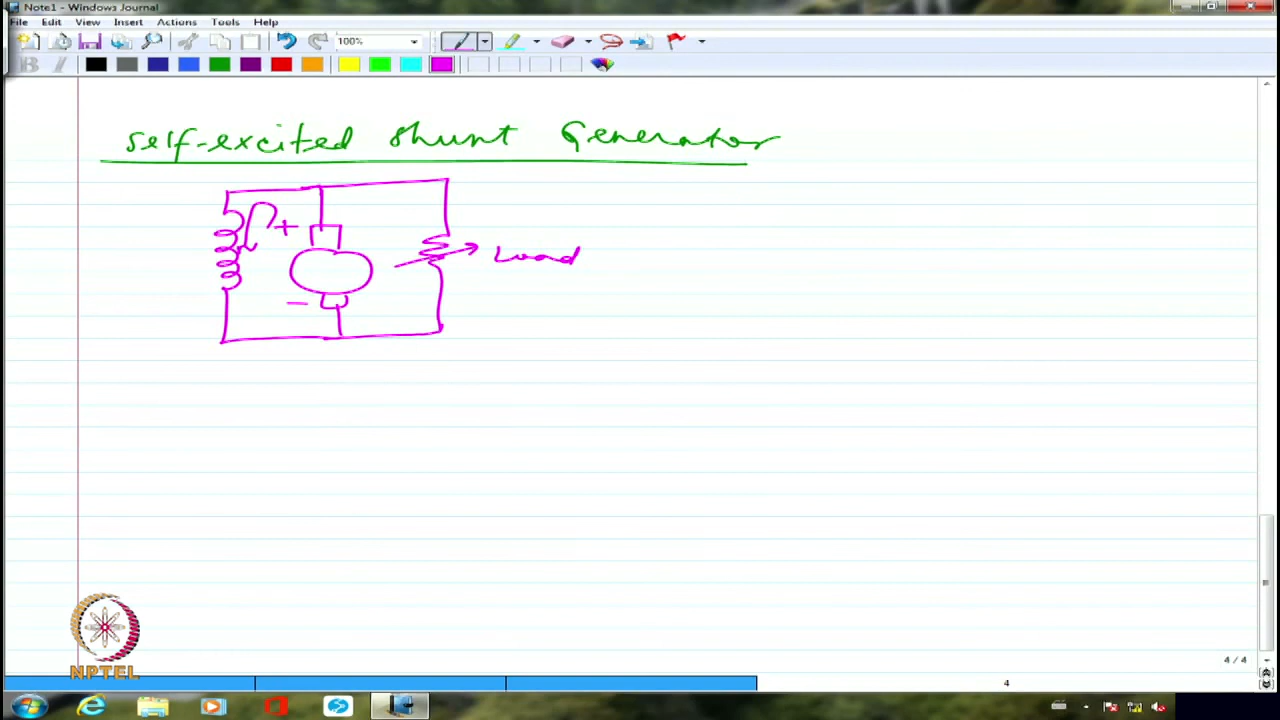 Note1 - Windows Journal
File Edit View Insert Actions Tools Help
100%
B I
self-excited shunt Generator
+
Load
−
NPTEL
4 / 4
4